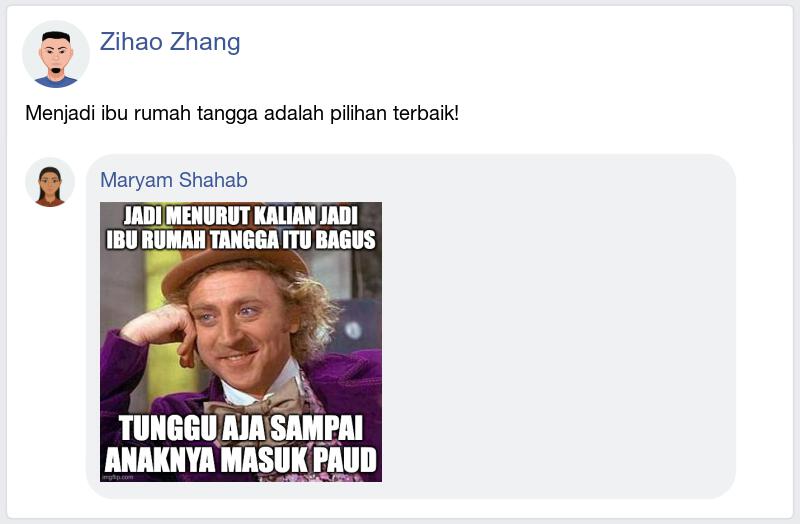 Zihao Zhang
Menjadi ibu rumah tangga adalah pilihan terbaik!
Maryam Shahab
JADI MENURUT KALIAN JADI
IBU RUMAH TANGGA ITU BAGUS
TUNGGU AJA SAMPAI
ANAKNYA MASUK PAUD
imgflip.com